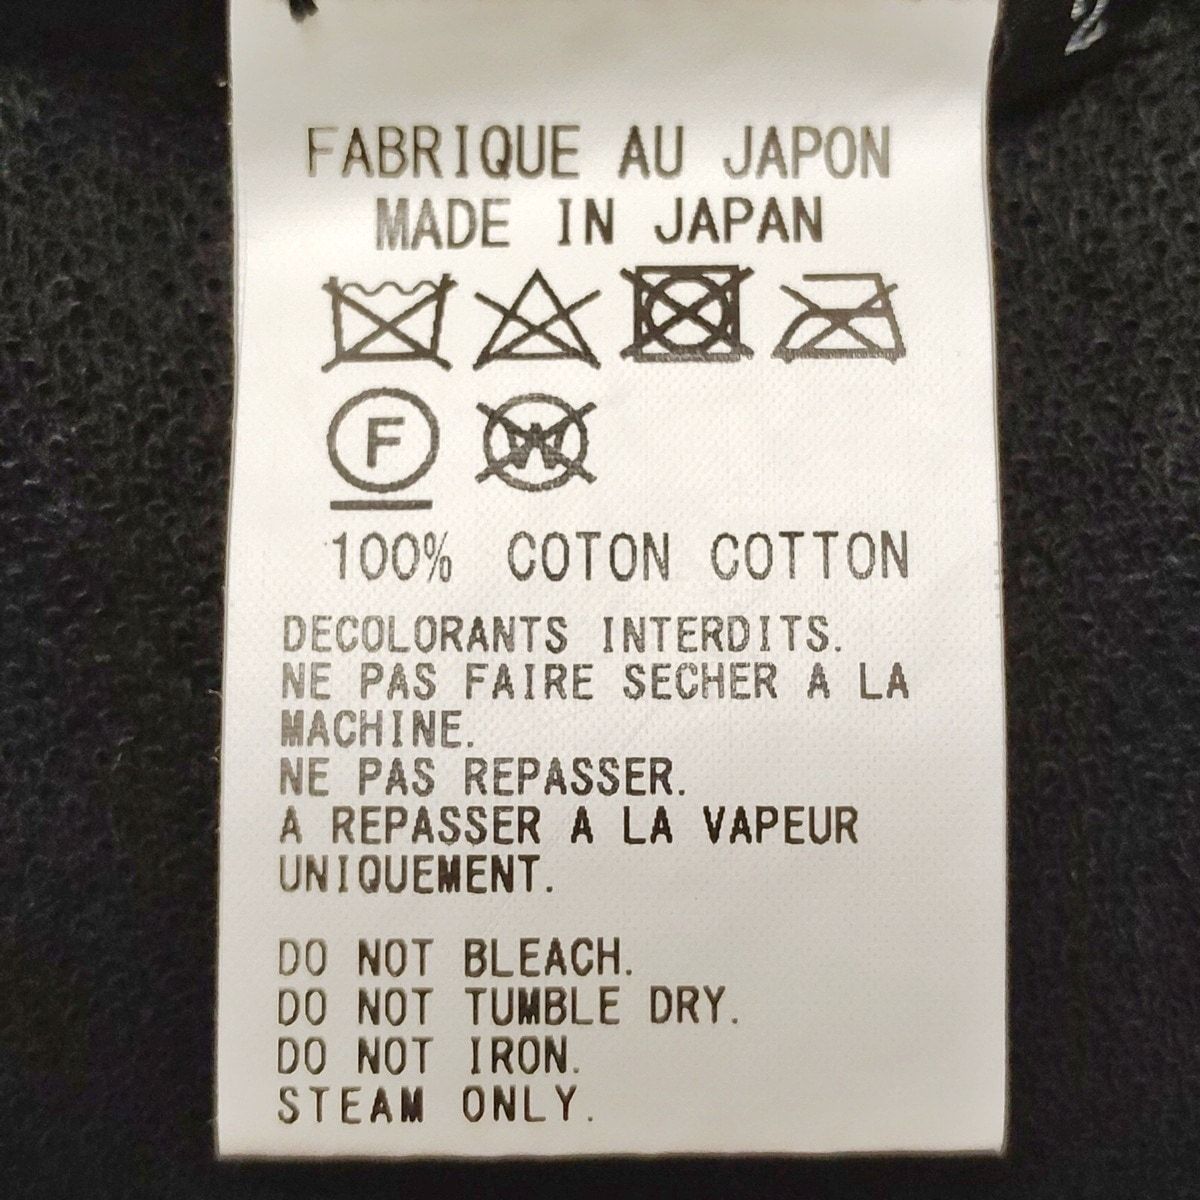 2
FABRIQUE AU JAPON
MADE IN JAPAN
F W
100% COTON COTTON
DECOLORANTS INTERDITS.
NE PAS FAIRE SECHER A LA
MACHINE.
NE PAS REPASSER.
A REPASSER A LA VAPEUR
UNIQUEMENT.
DO NOT BLEACH.
DO NOT TUMBLE DRY.
DO NOT IRON.
STEAM ONLY.